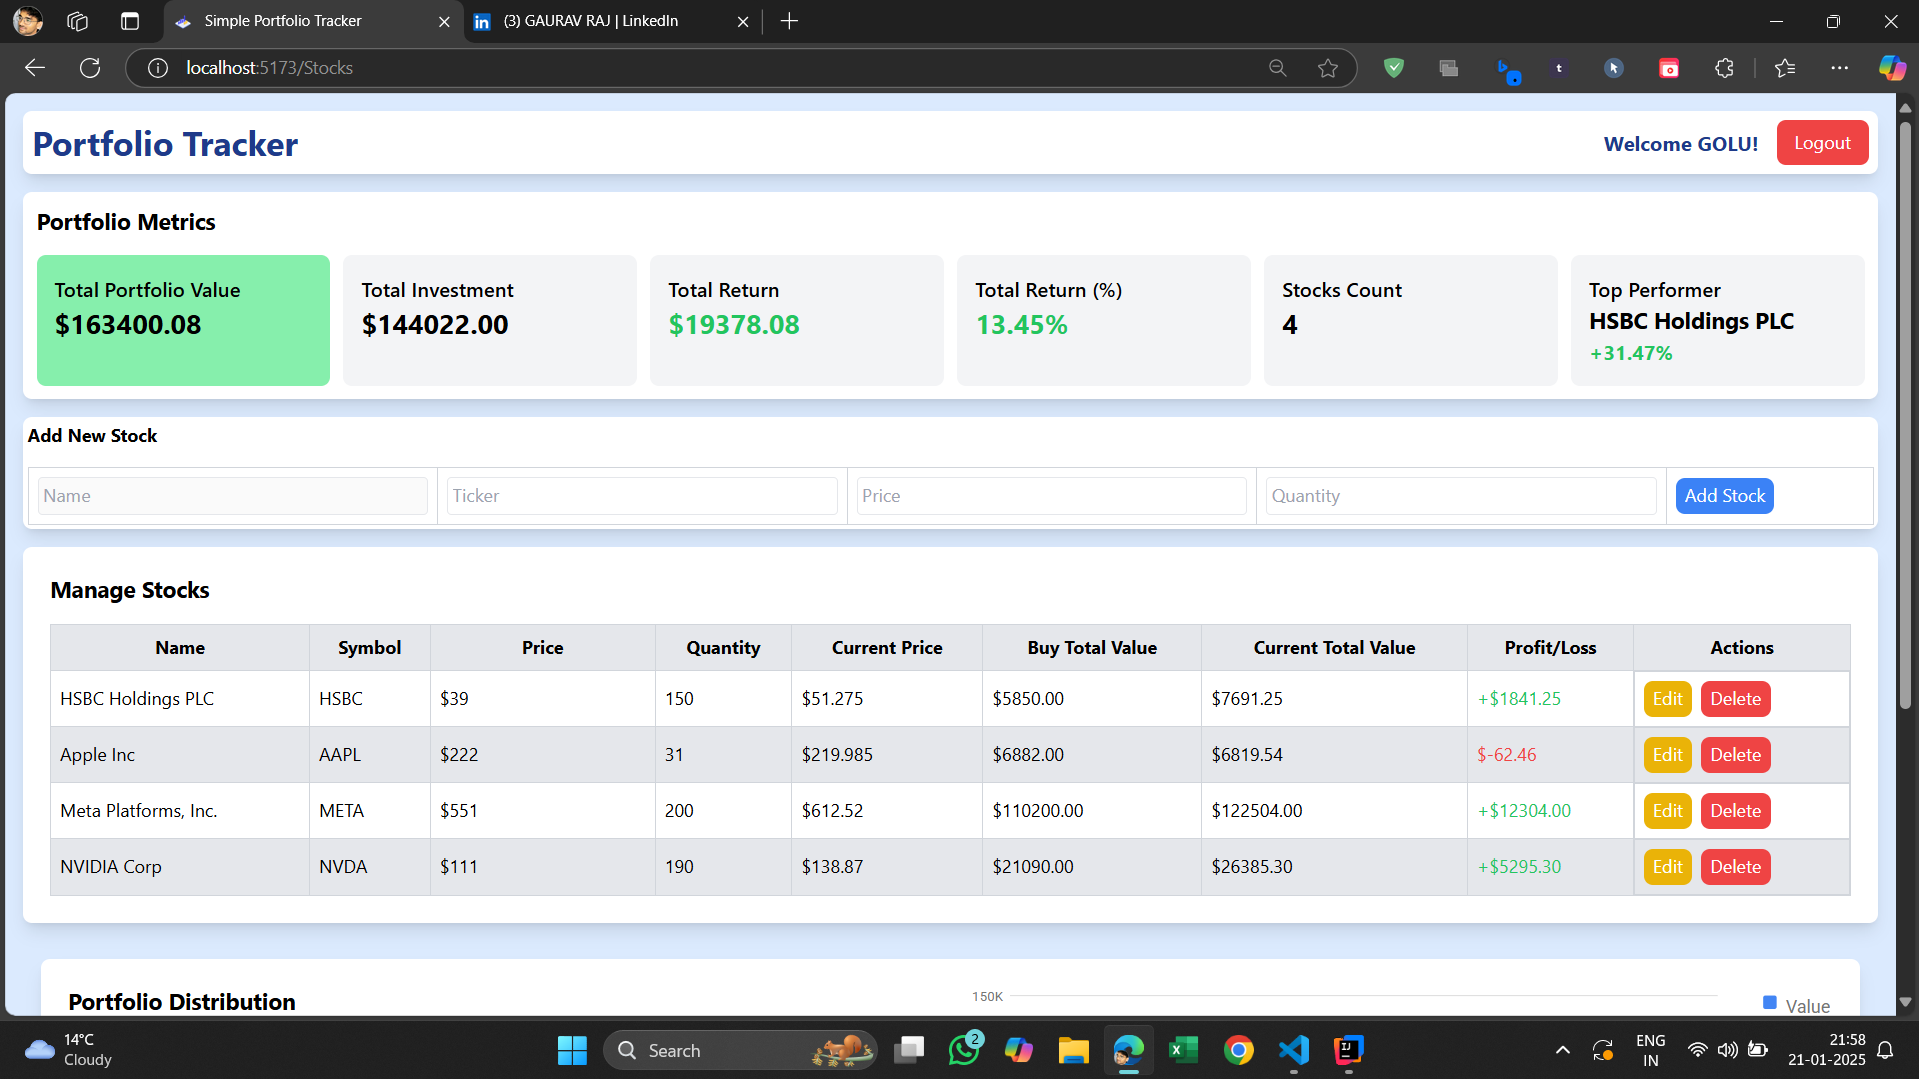 Simple Portfolio Tracker
(3) GAURAV RAJ | LinkedIn
localhost:5173/Stocks
Portfolio Tracker
Welcome GOLU!
Logout
Portfolio Metrics
Total Portfolio Value
$163400.08
Total Investment
$144022.00
Total Return
$19378.08
Total Return (%)
13.45%
Stocks Count
4
Top Performer
HSBC Holdings PLC
+31.47%
Add New Stock
Name Ticker Price Quantity Add Stock
Manage Stocks
Name Symbol Price Quantity Current Price Buy Total Value Current Total Value Profit/Loss Actions
HSBC Holdings PLC HSBC $39 150 $51.275 $5850.00 $7691.25 +$1841.25 Edit Delete
Apple Inc AAPL $222 31 $219.985 $6882.00 $6819.54 $-62.46 Edit Delete
Meta Platforms, Inc. META $551 200 $612.52 $110200.00 $122504.00 +$12304.00 Edit Delete
NVIDIA Corp NVDA $111 190 $138.87 $21090.00 $26385.30 +$5295.30 Edit Delete
Portfolio Distribution
150K
Value
14°C
Cloudy
Search
2
ENG
IN
21:58
21-01-2025